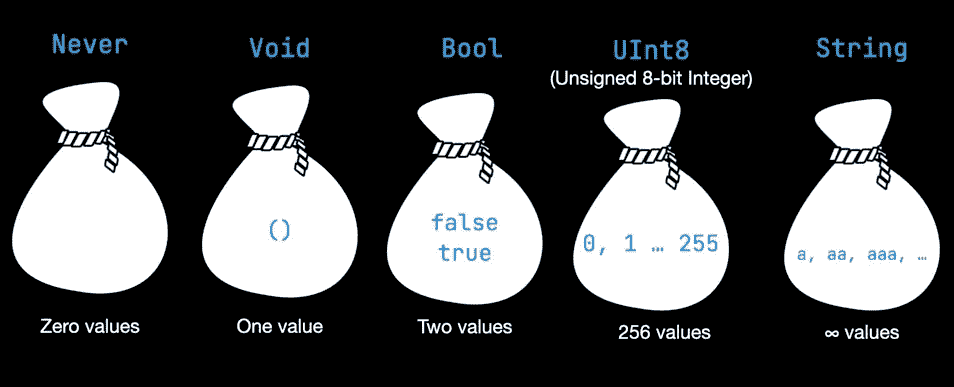 Never
Void
Bool
UInt8
(Unsigned 8-bit Integer)
String
()
false
true
0, 1 … 255
a, aa, aaa, …
Zero values
One value
Two values
256 values
∞ values